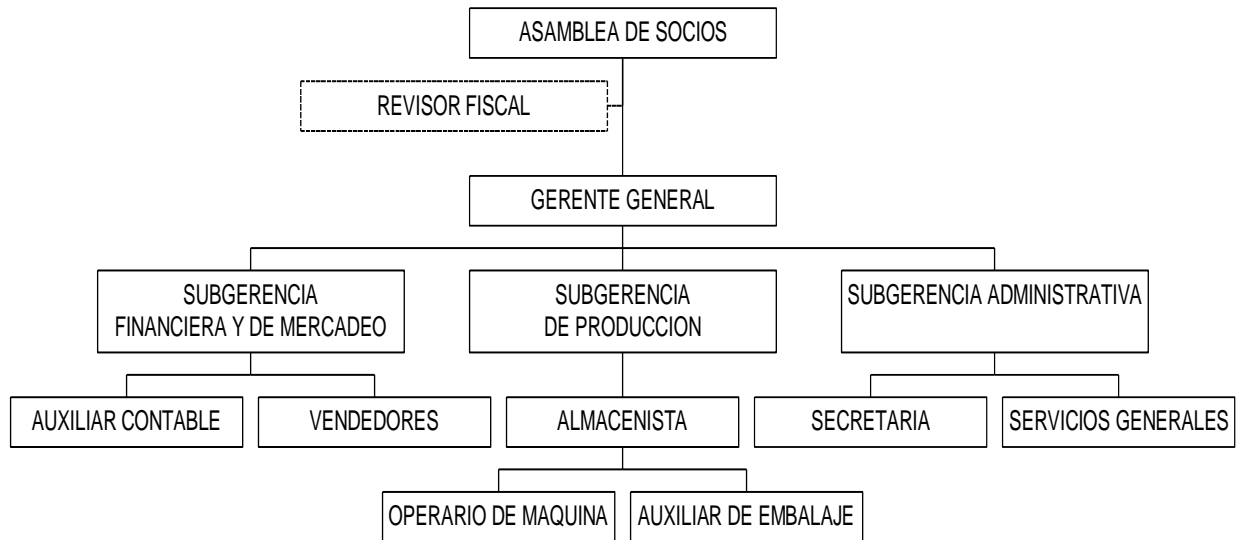 ASAMBLEA DE SOCIOS
REVISOR FISCAL
GERENTE GENERAL
SUBGERENCIA
FINANCIERA Y DE MERCADEO
SUBGERENCIA
DE PRODUCCION
SUBGERENCIA ADMINISTRATIVA
AUXILIAR CONTABLE
VENDEDORES
ALMACENISTA
SECRETARIA
SERVICIOS GENERALES
OPERARIO DE MAQUINA
AUXILIAR DE EMBALAJE